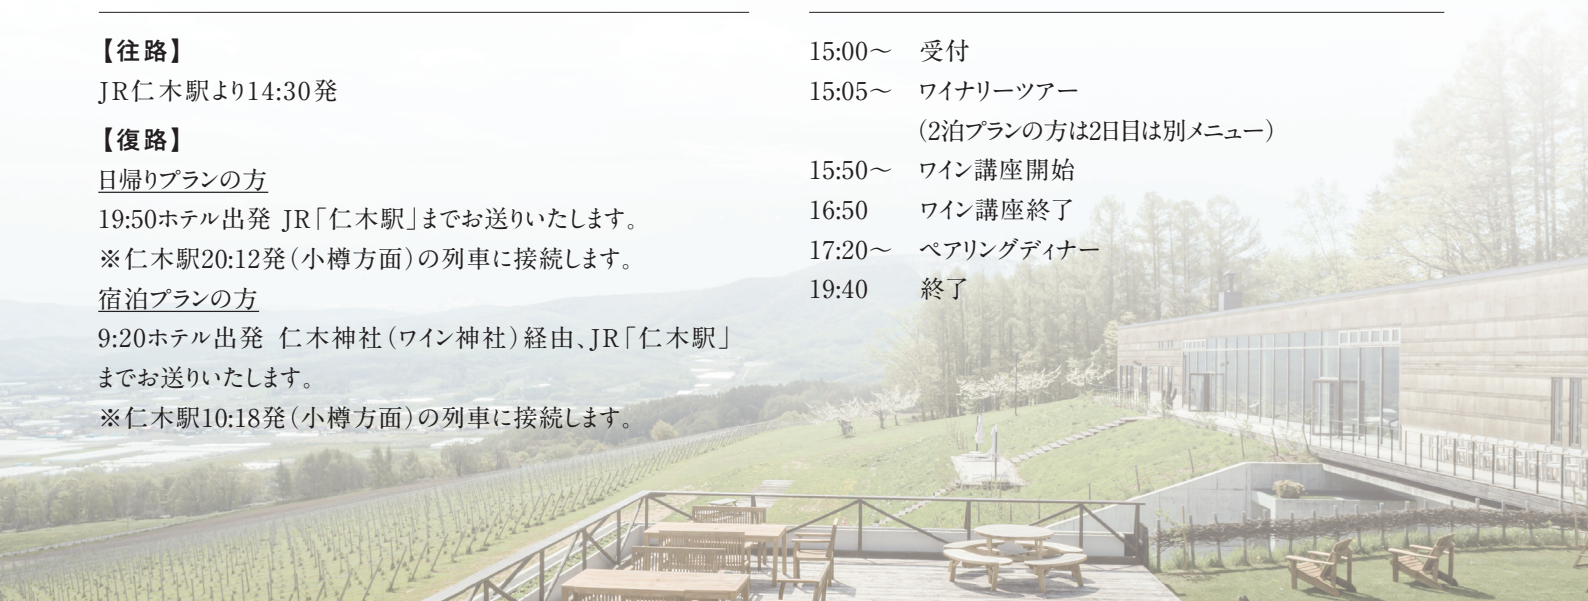 【往路】
JR仁木駅より14:30発
【復路】
日帰りプランの方
19:50ホテル出発 JR「仁木駅」までお送りいたします。
※仁木駅20:12発(小樽方面)の列車に接続します。
宿泊プランの方
9:20ホテル出発 仁木神社(ワイン神社)経由、JR「仁木駅」
までお送りいたします。
※仁木駅10:18発(小樽方面)の列車に接続します。
15:00〜 受付
15:05〜 ワイナリーツアー
(2泊プランの方は2日目は別メニュー)
15:50〜 ワイン講座開始
16:50 ワイン講座終了
17:20〜 ペアリングディナー
19:40 終了